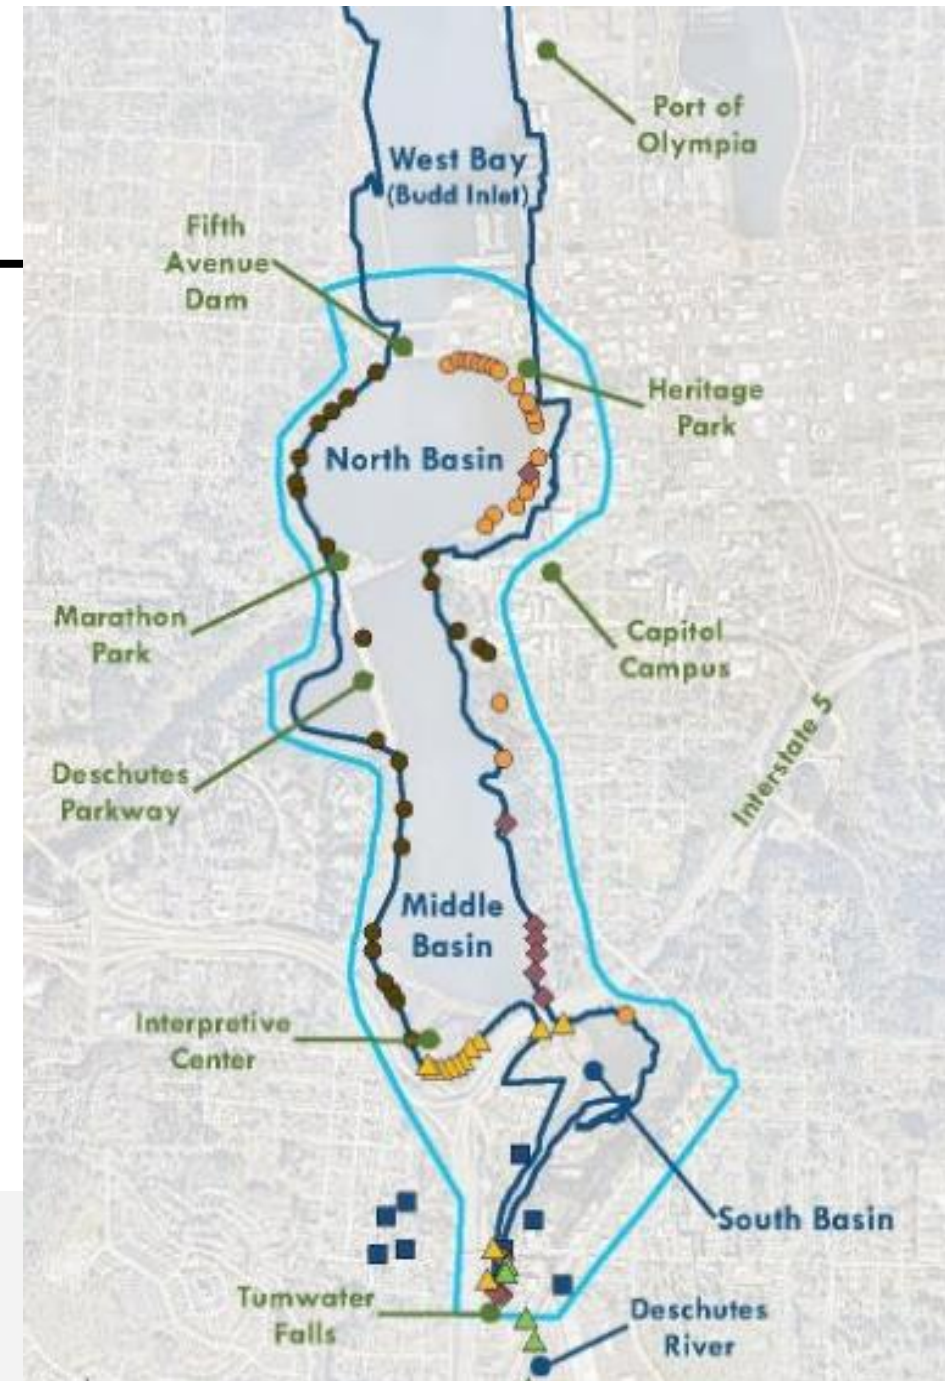 Port of
Olympia
West Bay
(Budd Inlet)
Fifth
Avenue
Dam
Heritage
Park
North Basin
Marathon
Park
Capitol
Campus
Deschutes
Parkway
Interstate 5
Middle
Basin
Interpretive
Center
South Basin
Tumwater
Falls
Deschutes
River